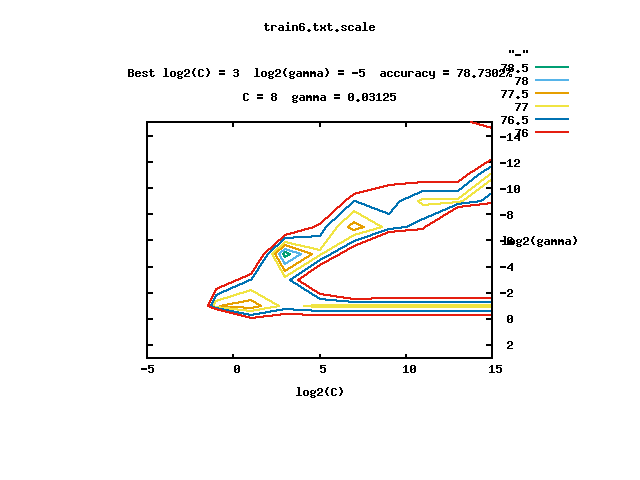 train6.txt.scale
"-"
78.5
Best log2(C) = 3  log2(gamma) = -5  accuracy = 78.7302%
78
77.5
C = 8  gamma = 0.03125
77
76.5
76
-14
-12
-10
-8
-6
log2(gamma)
-4
-2
0
2
-5 0 5 10 15
log2(C)